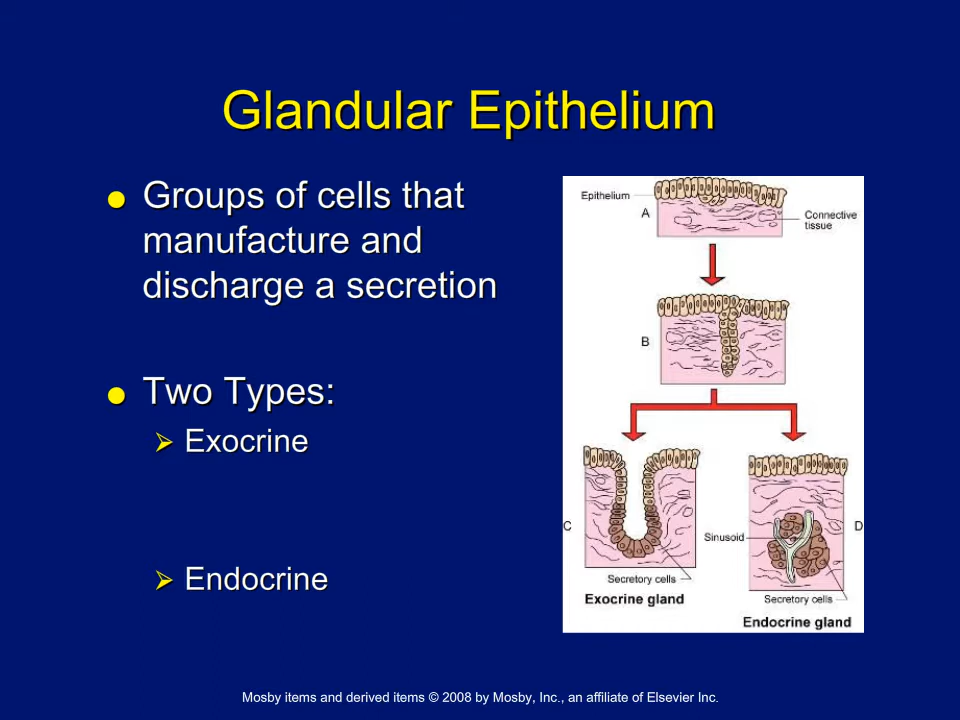 Glandular Epithelium
Groups of cells that
manufacture and
discharge a secretion
Two Types:
Exocrine
Endocrine
Epithelium
A
Connective
tissue
B
C
Secretory cells
Exocrine gland
Sinusoid
D
Secretory cells
Endocrine gland
Mosby items and derived items © 2008 by Mosby, Inc., an affiliate of Elsevier Inc.